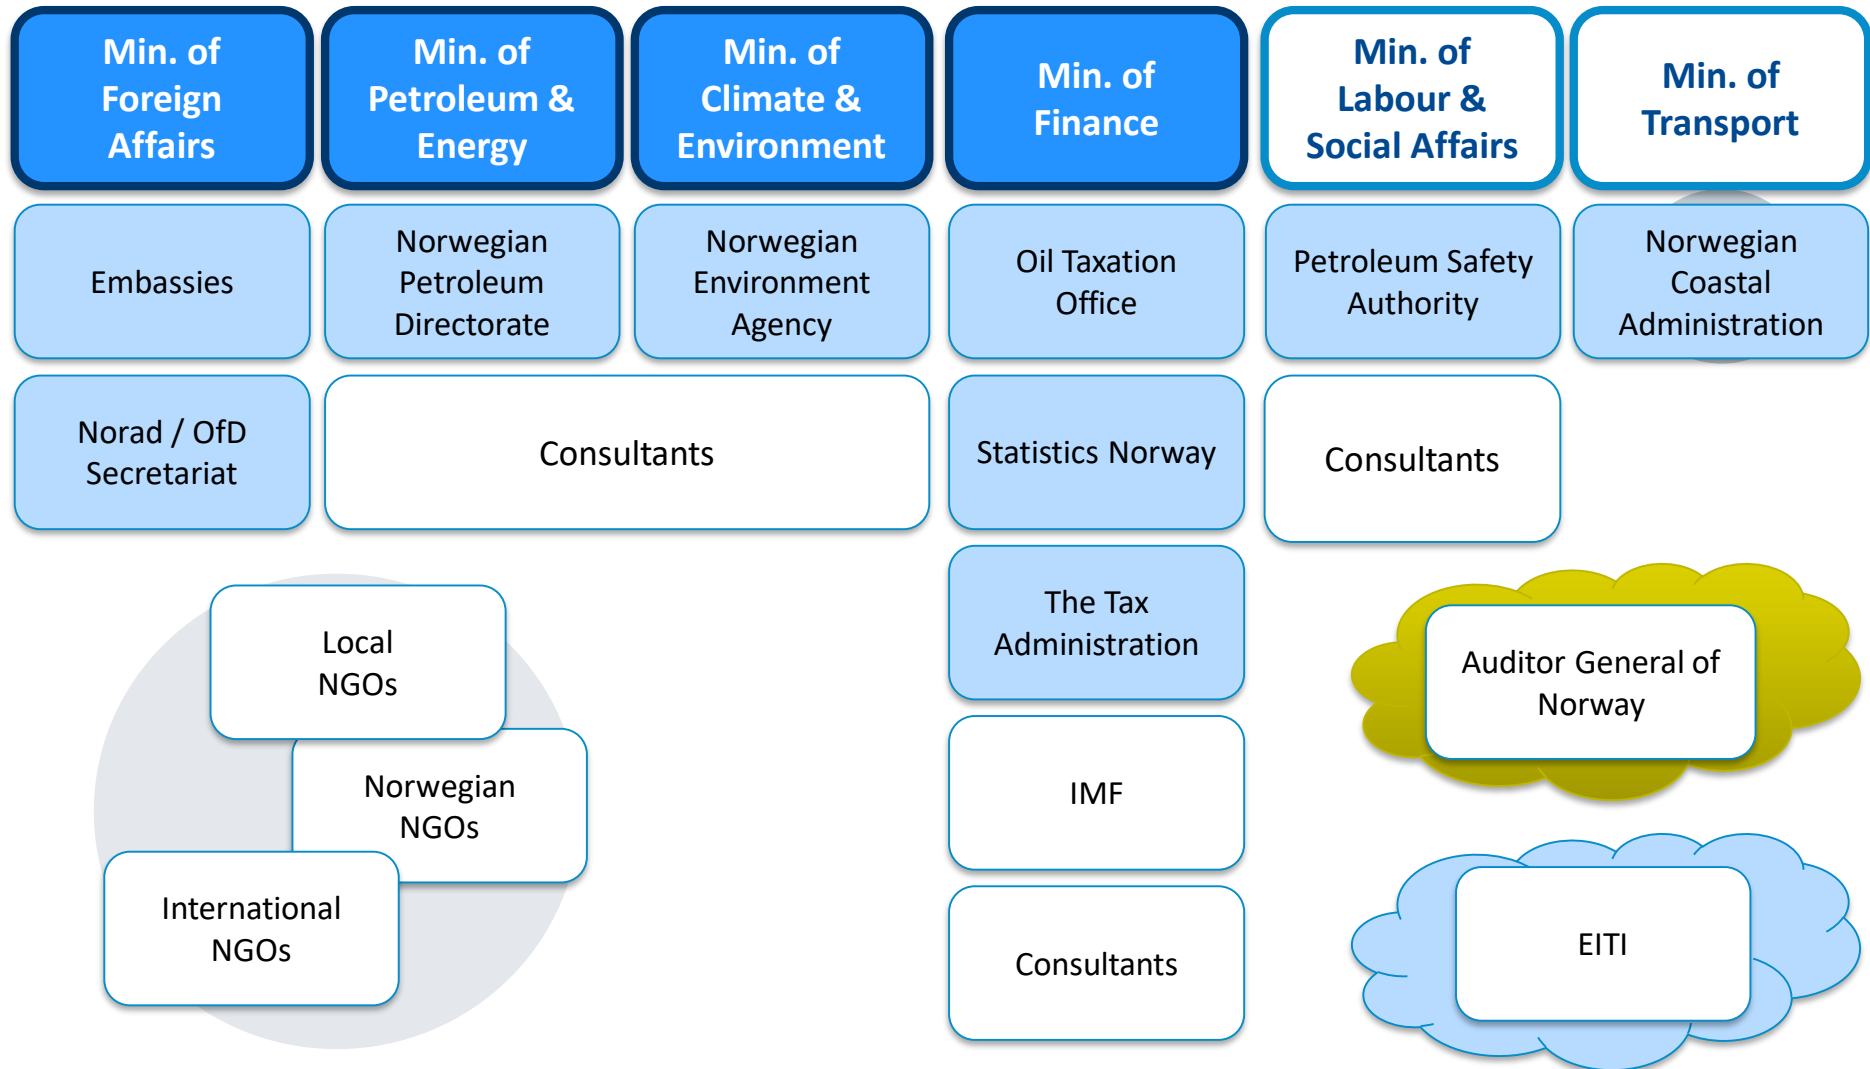 Min. of
Foreign
Affairs
Min. of
Petroleum &
Energy
Min. of
Climate &
Environment
Min. of
Finance
Min. of
Labour &
Social Affairs
Min. of
Transport
Embassies
Norwegian
Petroleum
Directorate
Norwegian
Environment
Agency
Oil Taxation
Office
Petroleum Safety
Authority
Norwegian
Coastal
Administration
Norad / OfD
Secretariat
Consultants
Statistics Norway
Consultants
The Tax
Administration
Local
NGOs
Auditor General of
Norway
Norwegian
NGOs
IMF
International
NGOs
EITI
Consultants